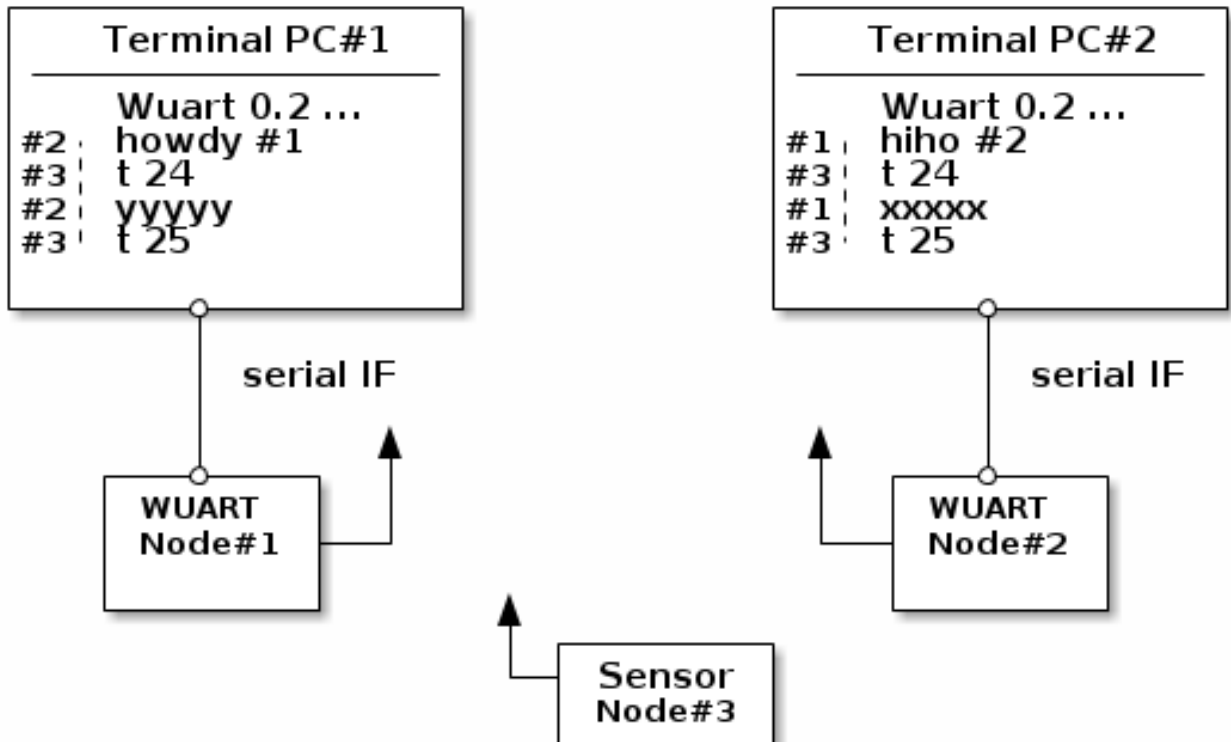 Terminal PC#1
Wuart 0.2 ...
#2 howdy #1
#3 t 24
#2 yyyyy
#3 t 25
Terminal PC#2
Wuart 0.2 ...
#1 hiho #2
#3 t 24
#1 xxxxx
#3 t 25
serial IF
serial IF
WUART
Node#1
WUART
Node#2
Sensor
Node#3